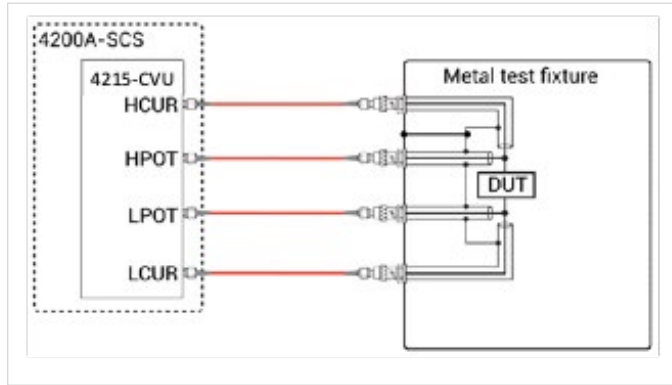 4200A-SCS
4215-CVU
Metal test fixture
HCUR
HPOT
DUT
LPOT
LCUR